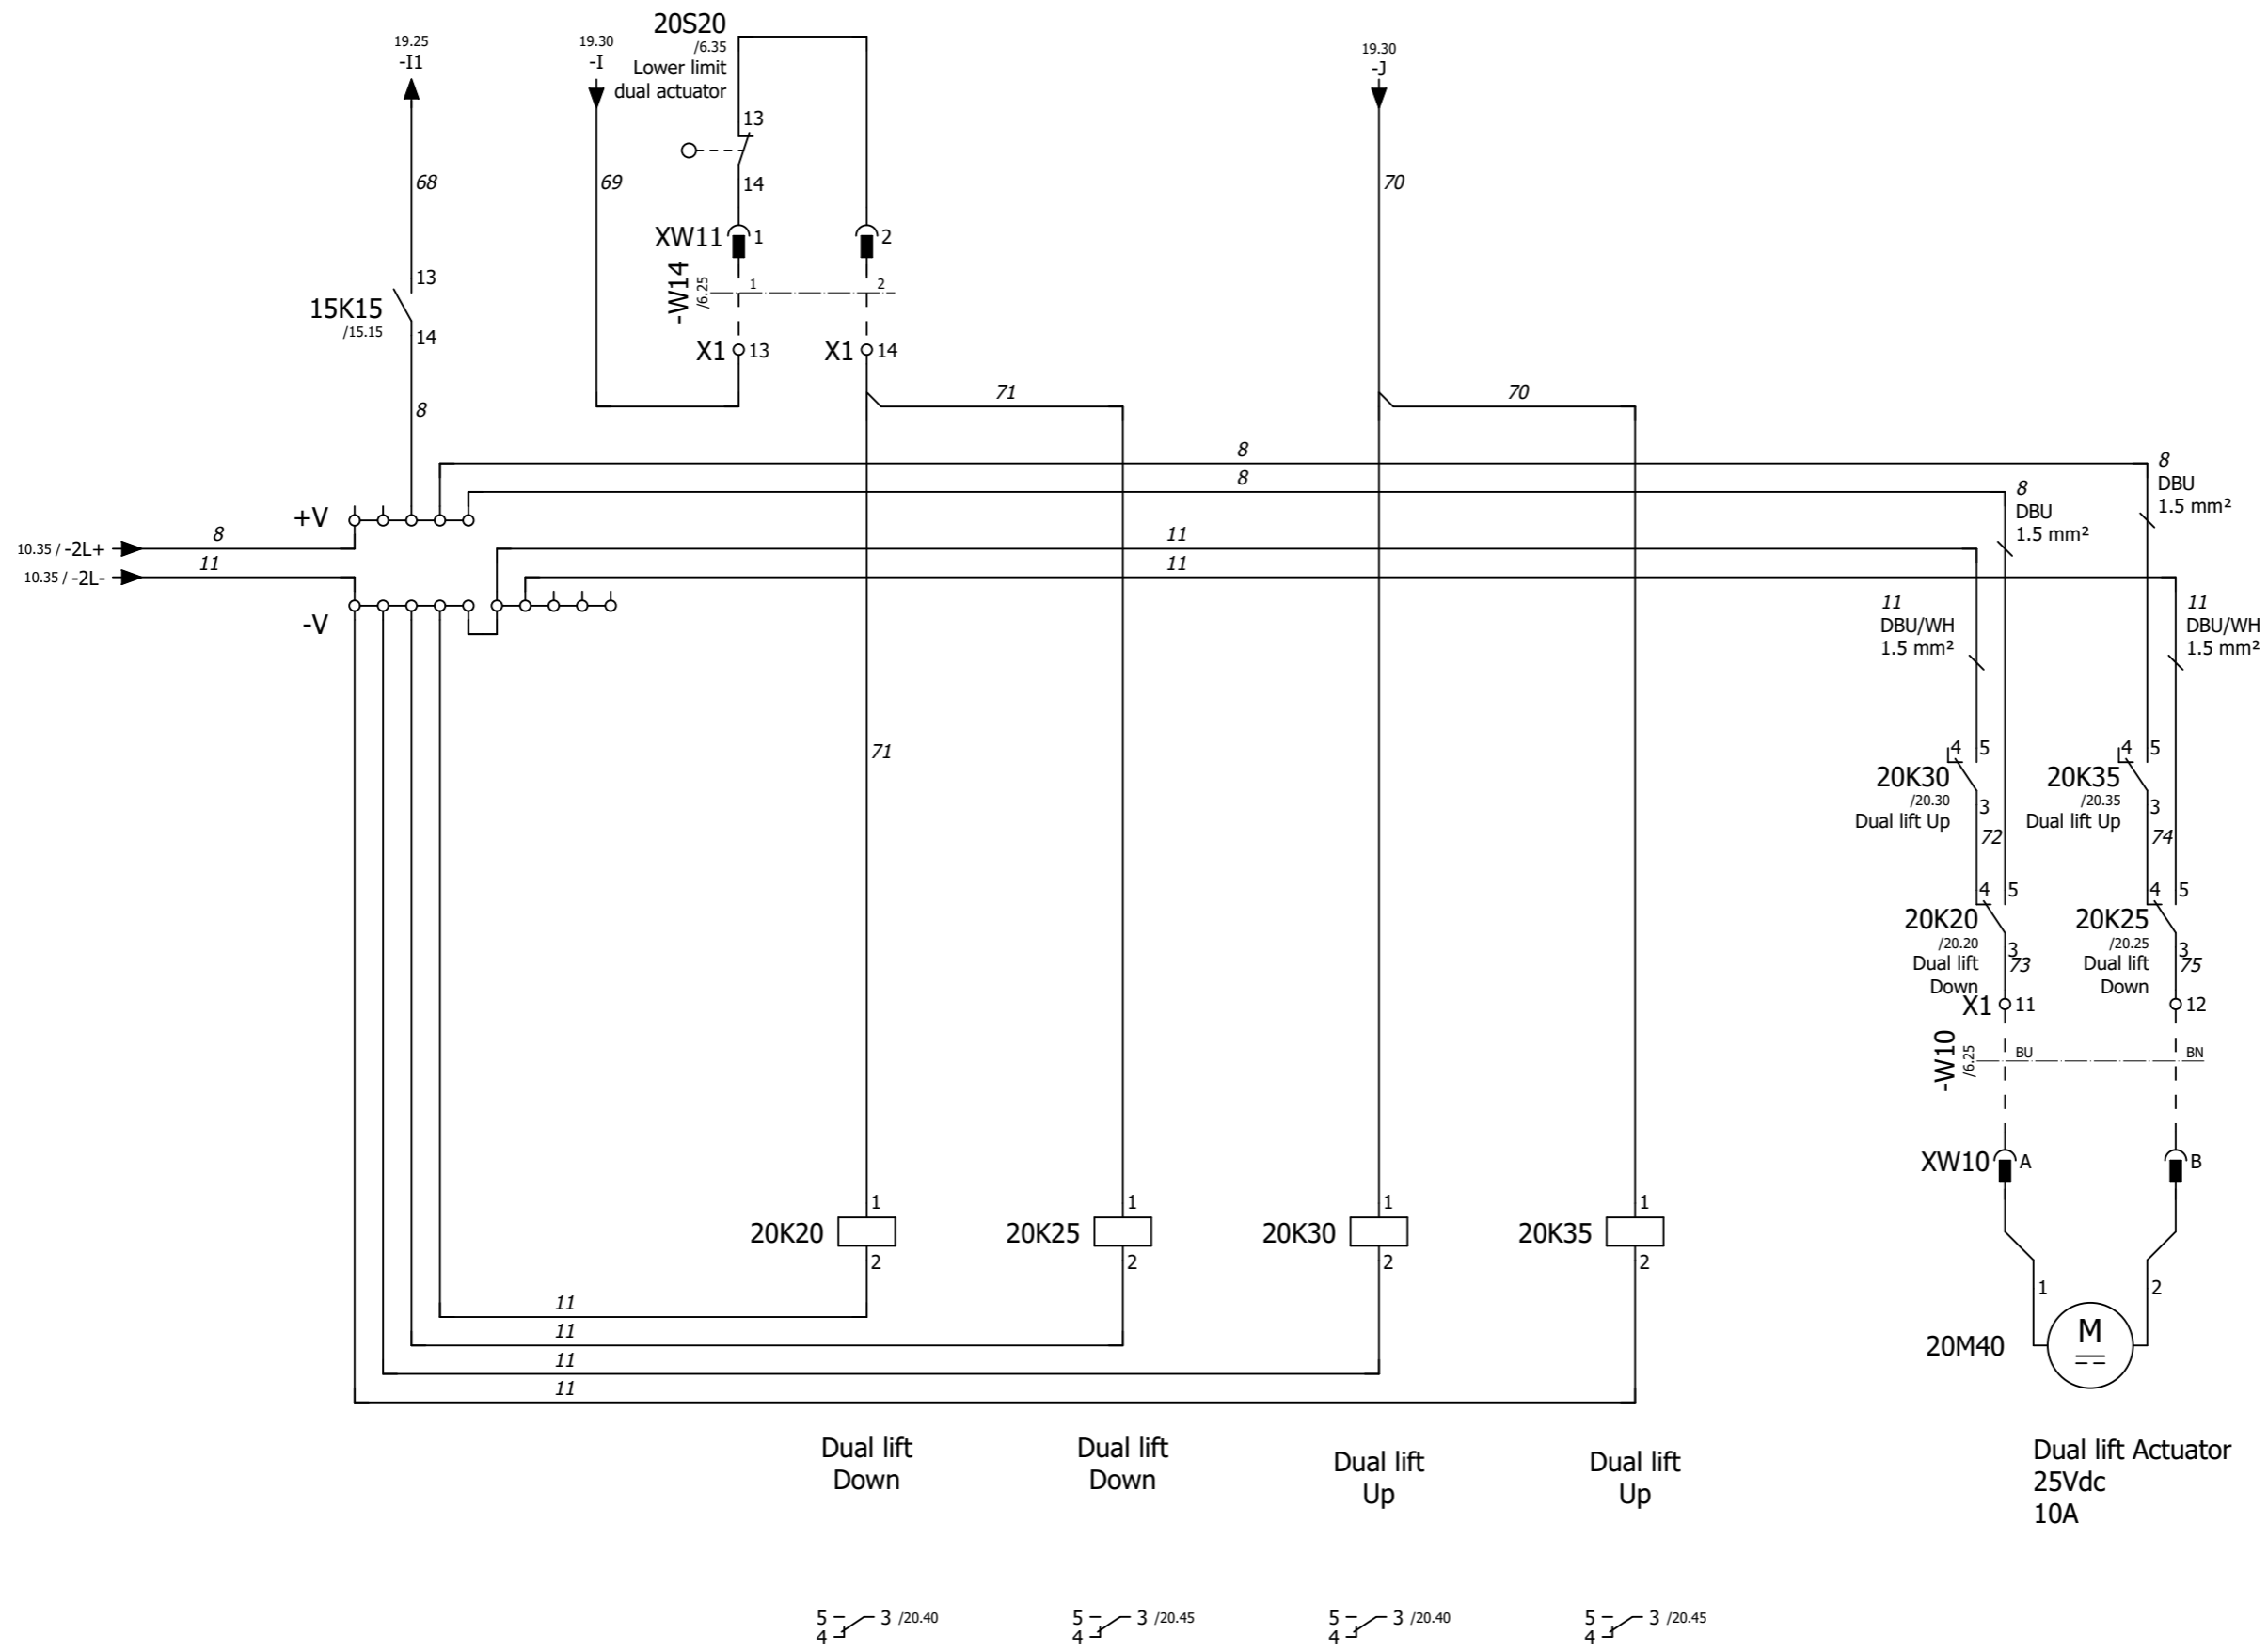 19.25
-I1
19.30
-I
20S20
/6.35
Lower limit
dual actuator
19.30
-J
13
14
68
69
70
XW11 1
2
-W14
/6.25
1
2
13
15K15
/15.15
14
X1 13
X1 14
8
71
70
8
8
8
DBU
1.5 mm²
8
DBU
1.5 mm²
+V
10.35 / -2L+
8
11
11
10.35 / -2L-
11
-V
11
DBU/WH
1.5 mm²
11
DBU/WH
1.5 mm²
71
4 5
20K30
/20.30
Dual lift Up
3
72
4 5
20K35
/20.35
Dual lift Up
3
74
4 5
20K20
/20.20
Dual lift
Down
3
73
4 5
20K25
/20.25
Dual lift
Down
3
75
X1 11
12
-W10
/6.25
BU
BN
XW10 A
B
1
20K20
2
1
20K25
2
1
20K30
2
1
20K35
2
1
2
20M40
M
11
11
11
11
Dual lift
Down
Dual lift
Down
Dual lift
Up
Dual lift
Up
Dual lift Actuator
25Vdc
10A
5 3 /20.40
4
5 3 /20.45
4
5 3 /20.40
4
5 3 /20.45
4